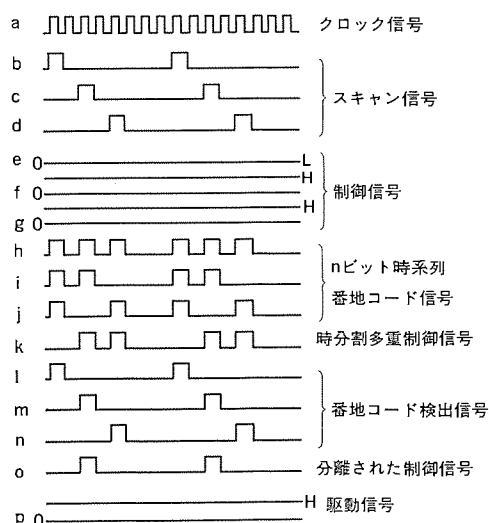 a クロック信号
b
c スキャン信号
d
e 0 L
H
f 0 制御信号
H
g 0
h
i nビット時系列
番地コード信号
j
k 時分割多重制御信号
l
m 番地コード検出信号
n
o 分離された制御信号
H 駆動信号
p 0